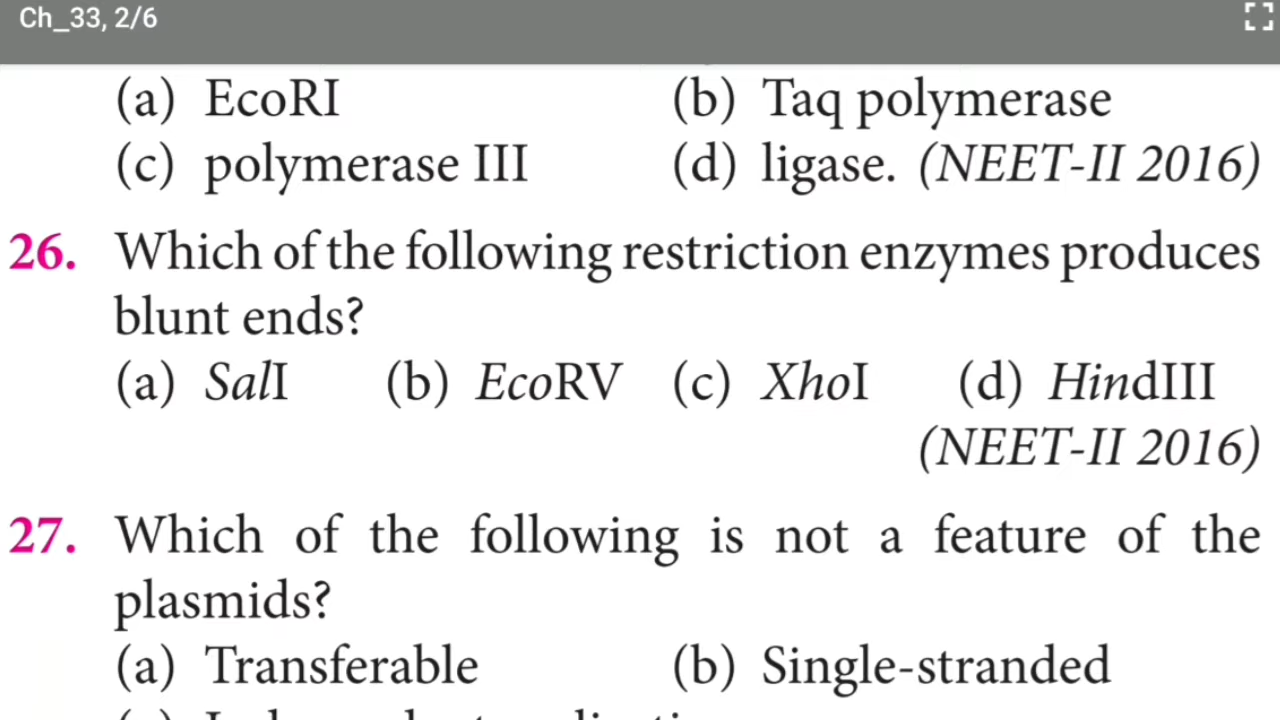 Ch_33, 2/6
(a) EcoRI (b) Taq polymerase
(c) polymerase III (d) ligase. (NEET-II 2016)
26. Which of the following restriction enzymes produces
blunt ends?
(a) SalI (b) EcoRV (c) XhoI (d) HindIII
(NEET-II 2016)
27. Which of the following is not a feature of the
plasmids?
(a) Transferable (b) Single-stranded